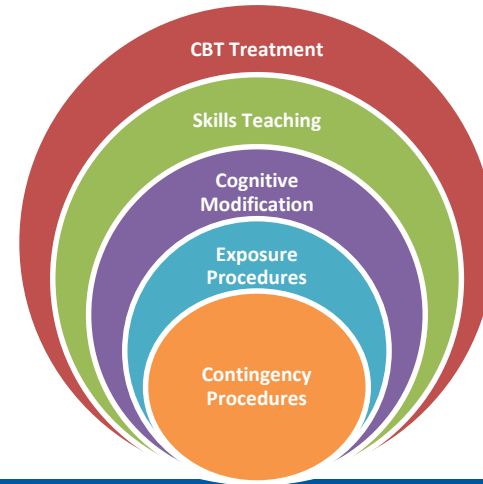 CBT Treatment
Skills Teaching
Cognitive
Modification
Exposure
Procedures
Contingency
Procedures